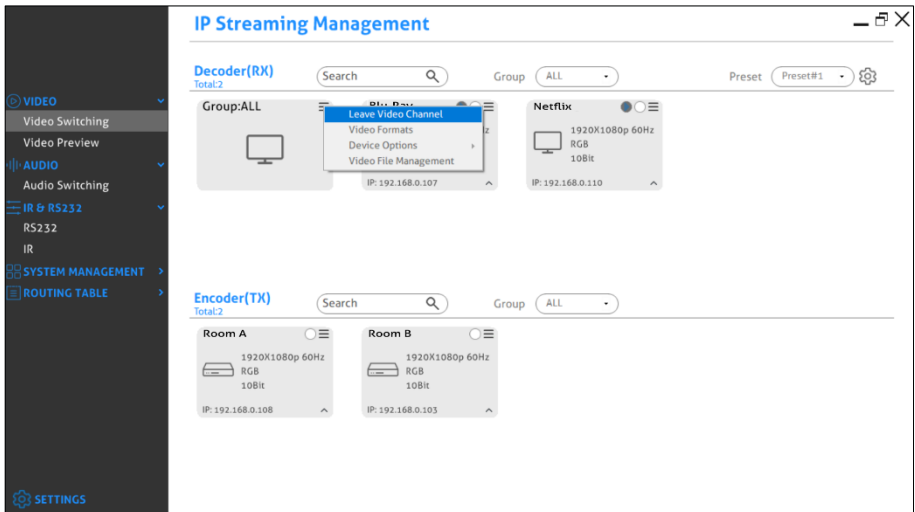 IP Streaming Management
VIDEO
Video Switching
Video Preview
AUDIO
Audio Switching
IR & RS232
RS232
IR
SYSTEM MANAGEMENT
ROUTING TABLE
SETTINGS
Decoder(RX)
Total:2
Search
Group
ALL
Preset
Preset#1
Group:ALL
Leave Video Channel
Video Formats
Device Options
Video File Management
Blu-Ray
IP: 192.168.0.107
Netflix
1920X1080p 60Hz
RGB
10Bit
IP: 192.168.0.110
Encoder(TX)
Total:2
Search
Group
ALL
Room A
1920X1080p 60Hz
RGB
10Bit
IP: 192.168.0.108
Room B
1920X1080p 60Hz
RGB
10Bit
IP: 192.168.0.103